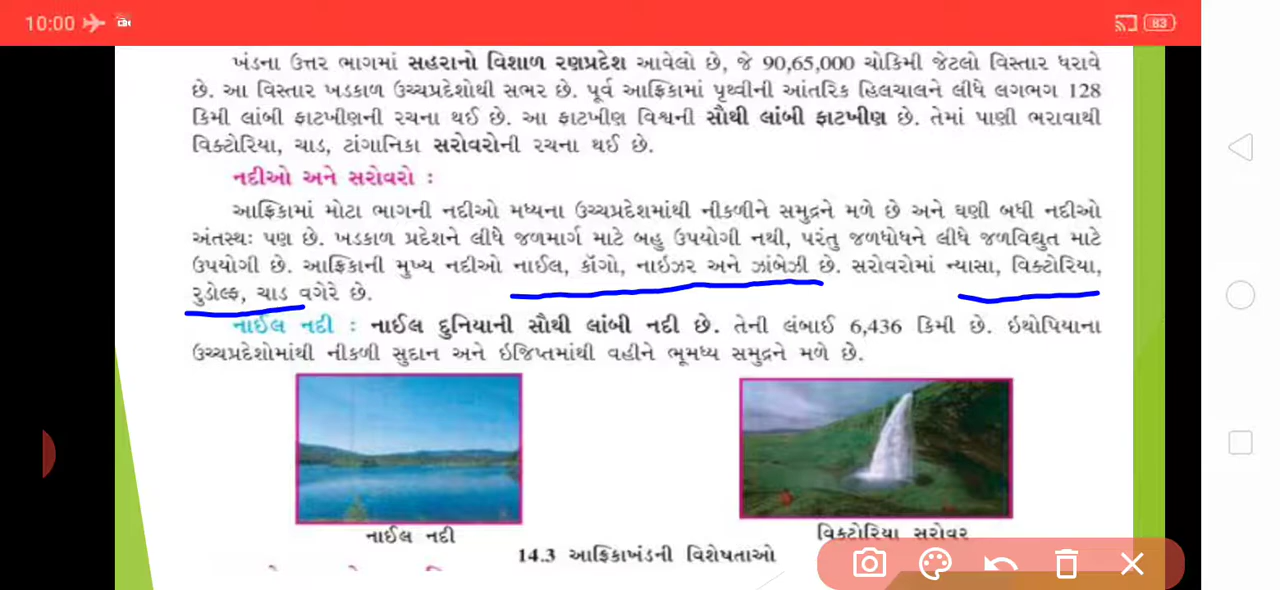 10:00
83
ખંડના ઉત્તર ભાગમાં સહરાનો વિશાળ રણપ્રદેશ આવેલો છે, જે 90,65,000 ચોકિમી જેટલો વિસ્તાર ધરાવે
છે. આ વિસ્તાર ખડકાળ ઉચ્ચપ્રદેશોથી સભર છે. પૂર્વ આફ્રિકામાં પૃથ્વીની આંતરિક હિલચાલને લીધે લગભગ 128
કિમી લાંબી ફાટખીણની રચના થઈ છે. આ ફાટખીણ વિશ્વની સૌથી લાંબી ફાટખીણ છે. તેમાં પાણી ભરાવાથી
વિક્ટોરિયા, ચાડ, ટાંગાનિકા સરોવરોની રચના થઈ છે.
નદીઓ અને સરોવરો :
આફ્રિકામાં મોટા ભાગની નદીઓ મધ્યના ઉચ્ચપ્રદેશમાંથી નીકળીને સમુદ્રને મળે છે અને ઘણી બધી નદીઓ
અંતસ્થઃ પણ છે. ખડકાળ પ્રદેશને લીધે જળમાર્ગ માટે બહુ ઉપયોગી નથી, પરંતુ જળધોધને લીધે જળવિદ્યુત માટે
ઉપયોગી છે. આફ્રિકાની મુખ્ય નદીઓ નાઈલ, કૉંગો, નાઇઝર અને ઝાંબેઝી છે. સરોવરોમાં ન્યાસા, વિક્ટોરિયા,
રુડોલ્ફ, ચાડ વગેરે છે.
નાઈલ નદી : નાઈલ દુનિયાની સૌથી લાંબી નદી છે. તેની લંબાઈ 6,436 કિમી છે. ઇથોપિયાના
ઉચ્ચપ્રદેશોમાંથી નીકળી સુદાન અને ઇજિપ્તમાંથી વહીને ભૂમધ્ય સમુદ્રને મળે છે.
નાઈલ નદી
વિક્ટોરિયા સરોવર
14.3 આફ્રિકાખંડની વિશેષતાઓ